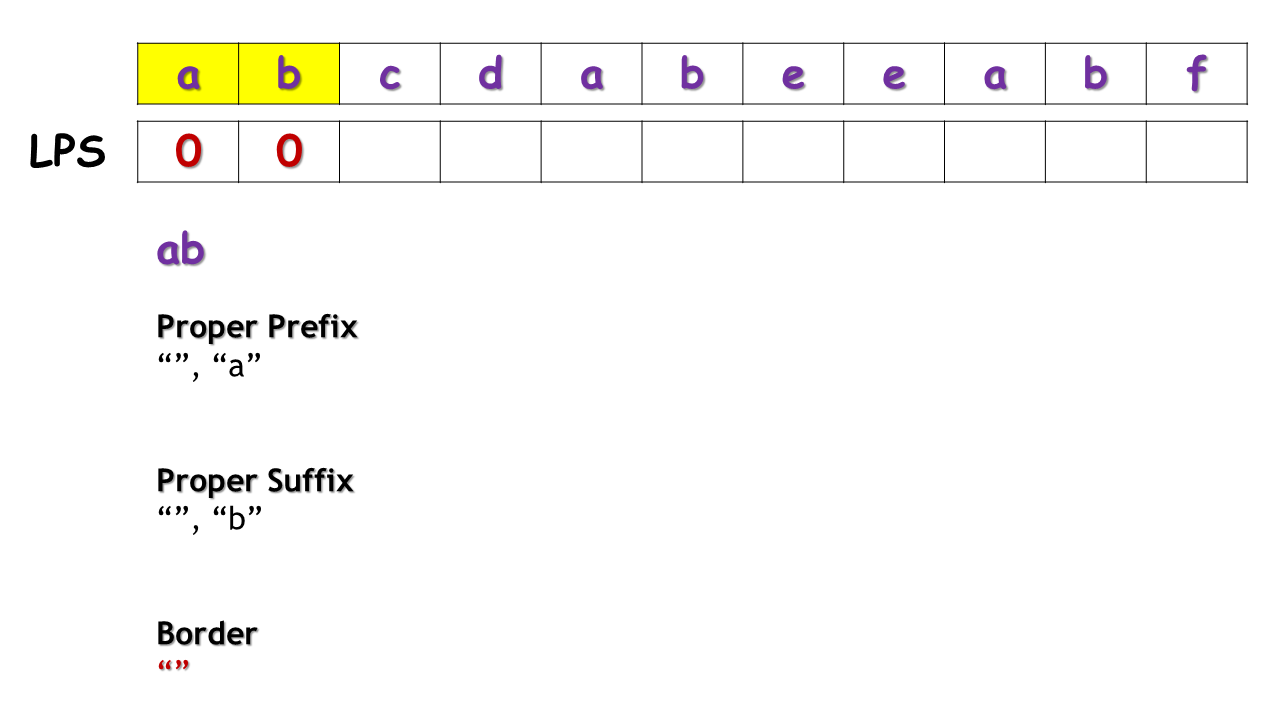 a b c d a b e e a b f
LPS 0 0
ab
Proper Prefix
“”, “a”
Proper Suffix
“”, “b”
Border
“”